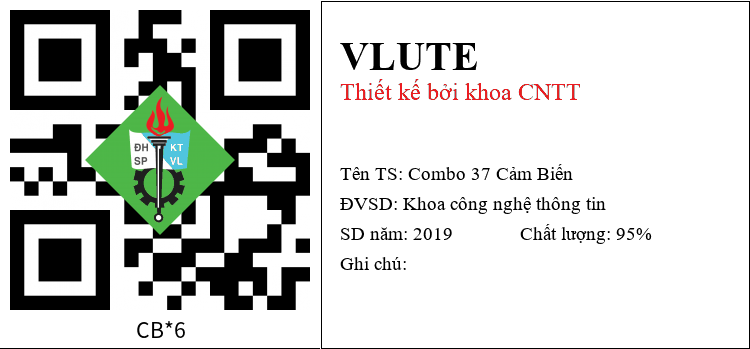 ĐH KT
SP VL
CB*6
VLUTE
Thiết kế bởi khoa CNTT
Tên TS: Combo 37 Cảm Biến
ĐVSD: Khoa công nghệ thông tin
SD năm: 2019 Chất lượng: 95%
Ghi chú: